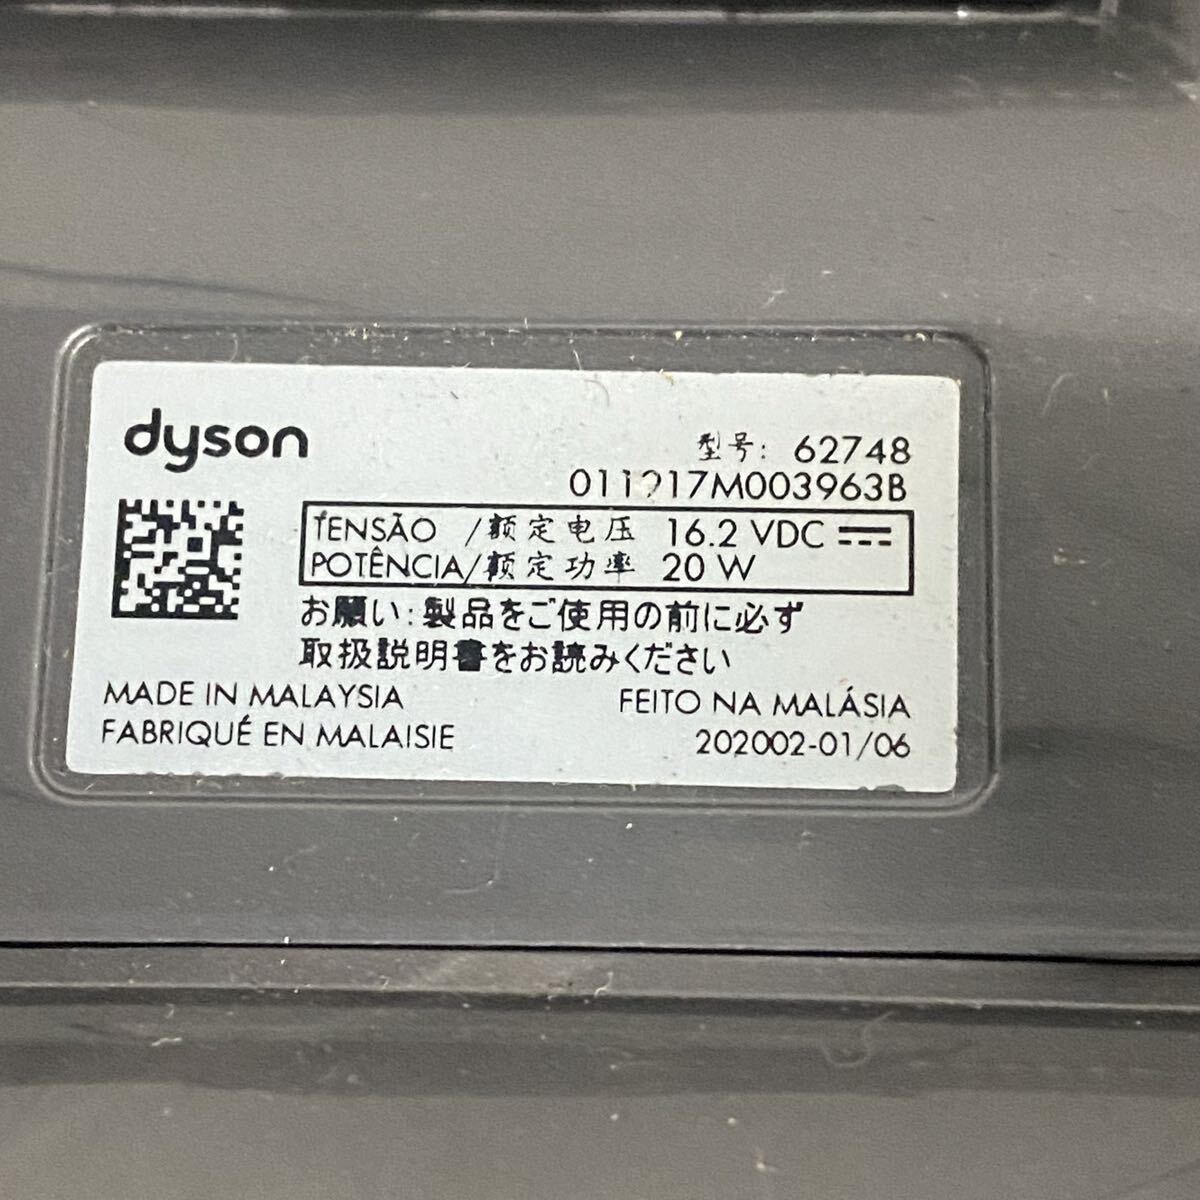 dyson
型号: 62748
TENSÃO /额定电压 16.2 VDC
POTÊNCIA/额定功率 20 W
お願い:製品をご使用の前に必ず
取扱説明書をお読みください
MADE IN MALAYSIA FEITO NA MALÁSIA
FABRIQUÉ EN MALAISIE 202002-01/06